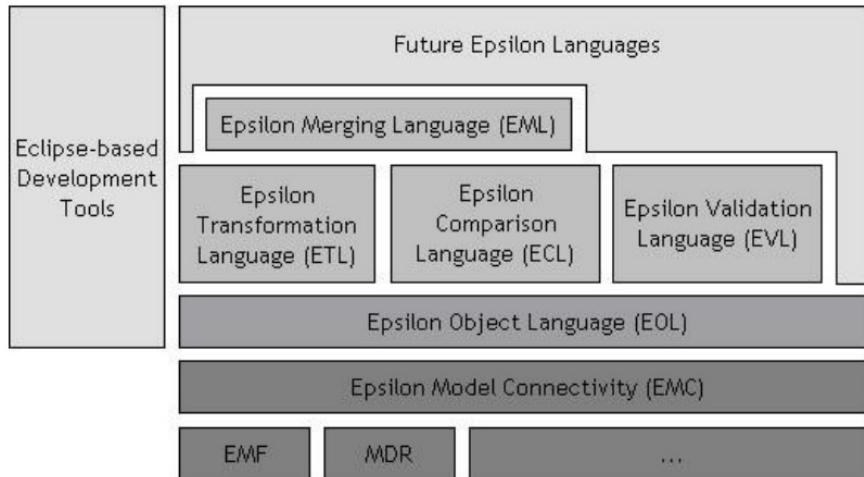 Future Epsilon Languages
Eclipse-based
Development
Tools
Epsilon Merging Language (EML)
Epsilon
Transformation
Language (ETL)
Epsilon
Comparison
Language (ECL)
Epsilon Validation
Language (EVL)
Epsilon Object Language (EOL)
Epsilon Model Connectivity (EMC)
EMF
MDR
...